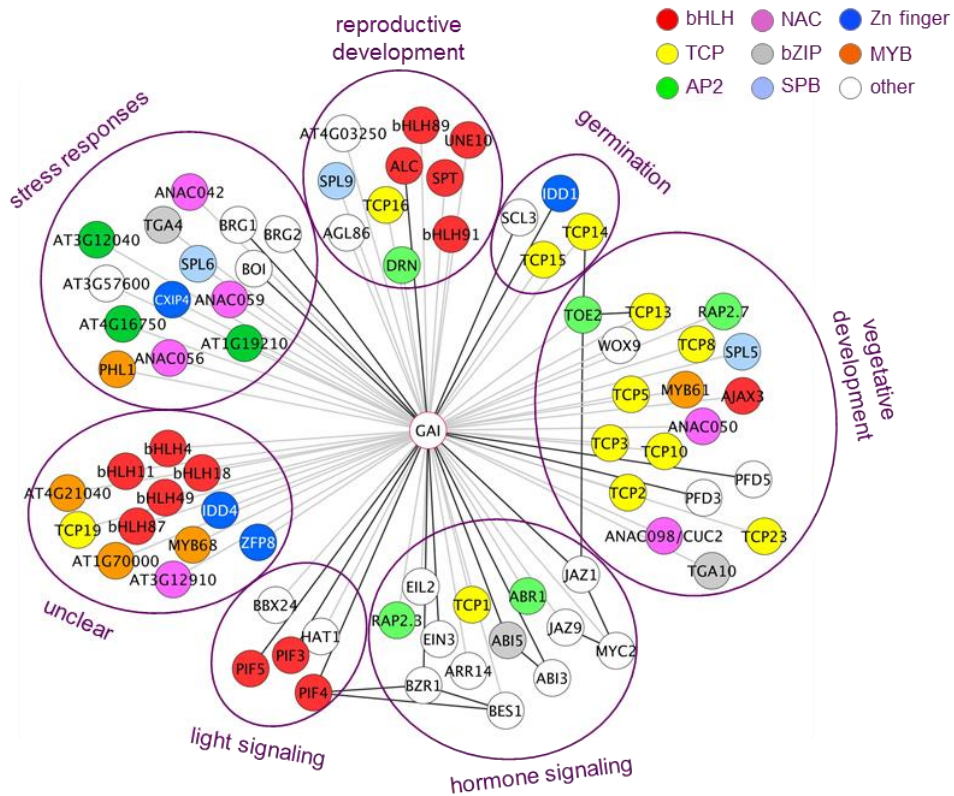 reproductive
development
bHLH
NAC
Zn finger
TCP
bZIP
MYB
AP2
SPB
other
stress responses
germination
AT4G03250
bHLH89
UNE10
ALC
SPL9
SPT
TCP16
AGL86
bHLH91
DRN
ANAC042
TGA4
BRG1
BRG2
AT3G12040
SPL6
BOI
AT3G57600
CXIP4
ANAC059
AT4G16750
AT1G19210
ANAC056
PHL1
IDD1
SCL3
TCP14
TCP15
vegetative
development
TOE2
TCP13
RAP2.7
WOX9
TCP8
SPL5
TCP5
MYB61
AJAX3
ANAC050
TCP3
TCP10
PFD5
TCP2
PFD3
ANAC098/CUC2
TCP23
TGA10
GAI
bHLH4
bHLH11
bHLH18
AT4G21040
bHLH49
IDD4
TCP19
bHLH87
MYB68
ZFP8
AT1G70000
AT3G12910
unclear
BBX24
HAT1
PIF3
PIF5
PIF4
light signaling
EIL2
TCP1
ABR1
JAZ1
RAP2.3
EIN3
ABI5
JAZ9
MYC2
ARR14
ABI3
BZR1
BES1
hormone signaling